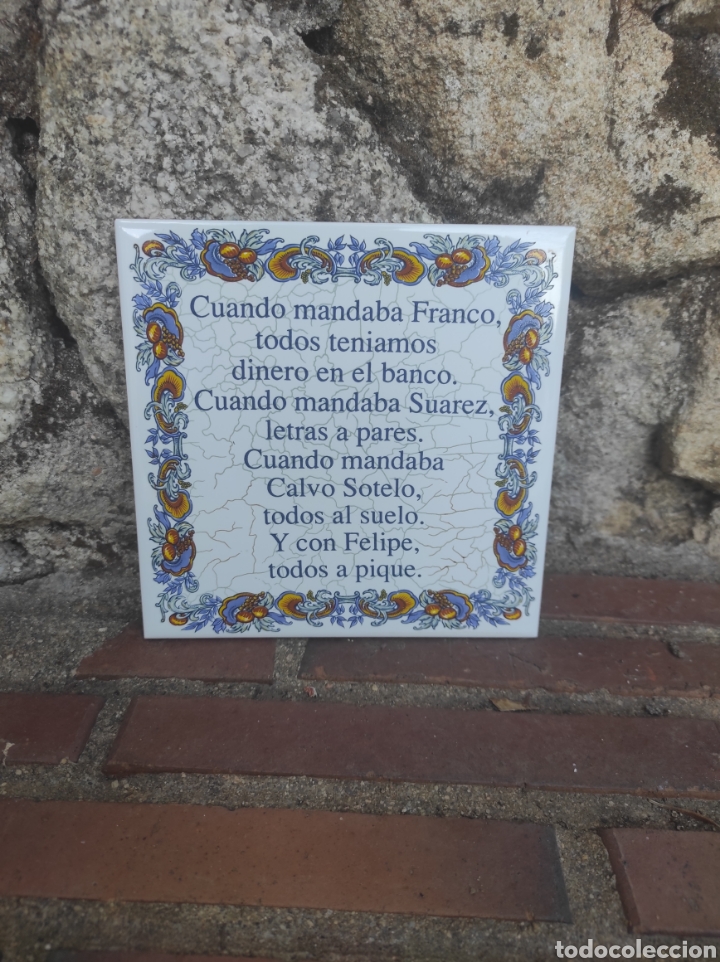 Cuando mandaba Franco,
todos teniamos
dinero en el banco.
Cuando mandaba Suarez,
letras a pares.
Cuando mandaba
Calvo Sotelo,
todos al suelo.
Y con Felipe,
todos a pique.
todocoleccion